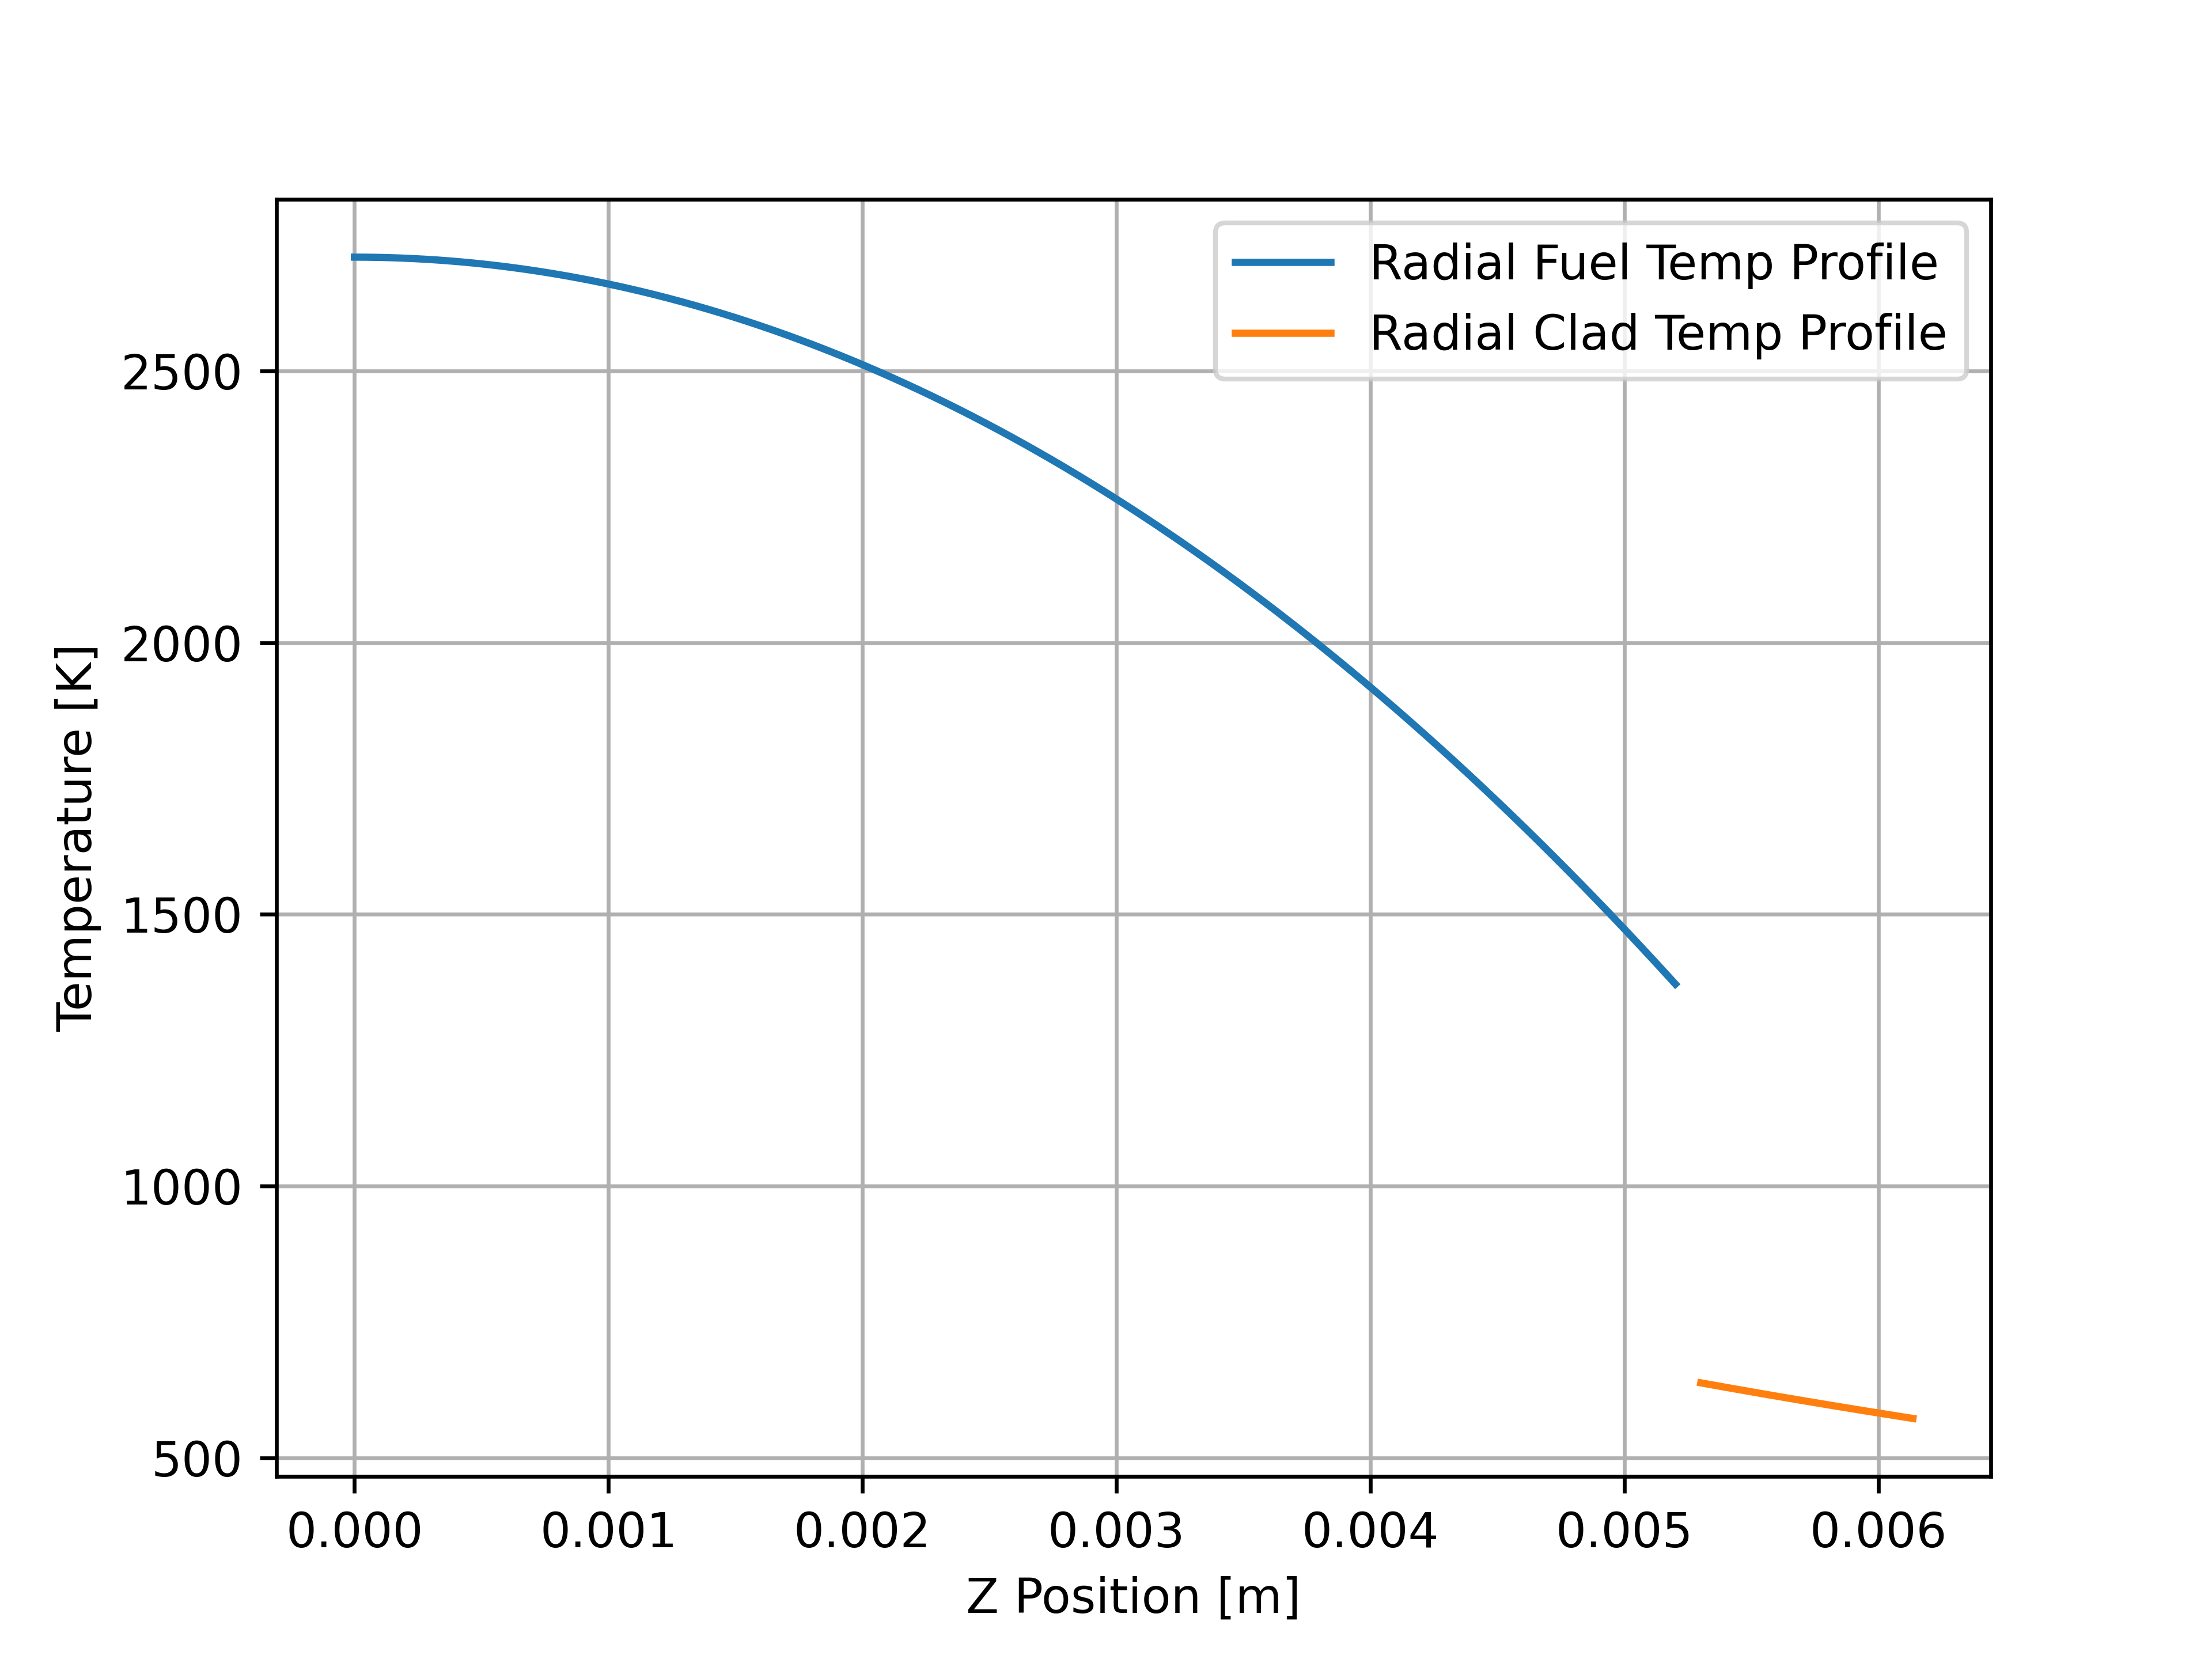 Radial Fuel Temp Profile
Radial Clad Temp Profile
2500
2000
1500
1000
500
Temperature [K]
0.000 0.001 0.002 0.003 0.004 0.005 0.006
Z Position [m]